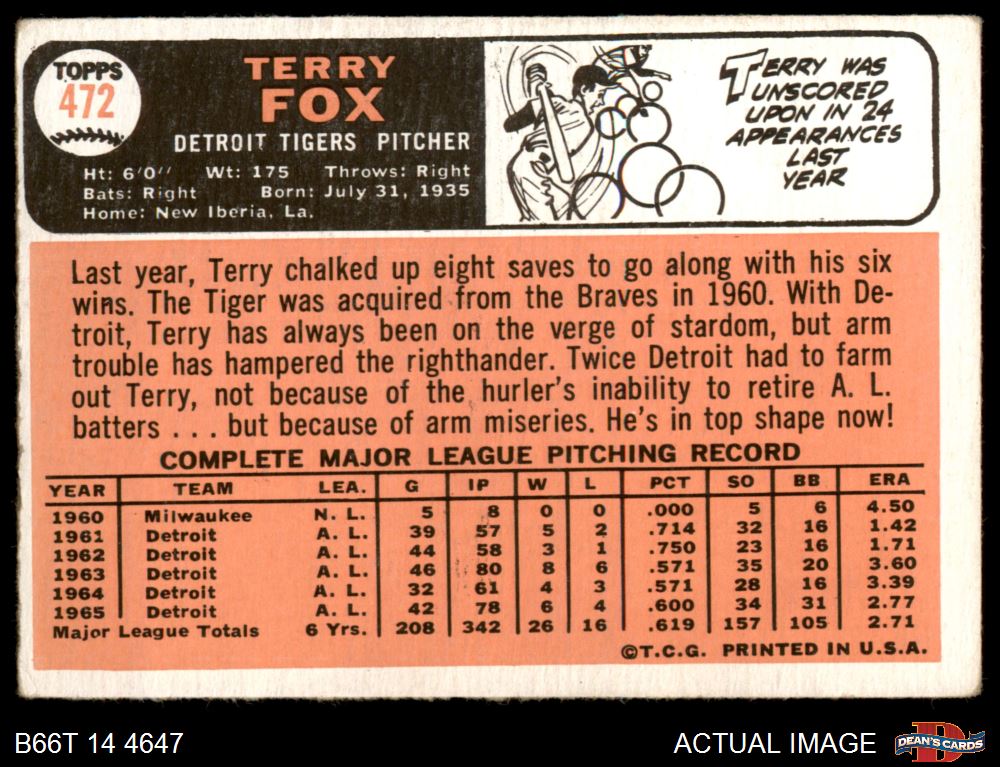 TOPPS
472
TERRY
FOX
DETROIT TIGERS PITCHER
Ht: 6'0'' Wt: 175 Throws: Right
Bats: Right Born: July 31, 1935
Home: New Iberia, La.
TERRY WAS
UNSCORED
UPON IN 24
APPEARANCES
LAST
YEAR
Last year, Terry chalked up eight saves to go along with his six
wins. The Tiger was acquired from the Braves in 1960. With De-
troit, Terry has always been on the verge of stardom, but arm
trouble has hampered the righthander. Twice Detroit had to farm
out Terry, not because of the hurler's inability to retire A. L.
batters . . . but because of arm miseries. He's in top shape now!
COMPLETE MAJOR LEAGUE PITCHING RECORD
YEAR TEAM LEA. G IP W L PCT SO BB ERA
1960 Milwaukee N. L. 5 8 0 0 .000 5 6 4.50
1961 Detroit A. L. 39 57 5 2 .714 32 16 1.42
1962 Detroit A. L. 44 58 3 1 .750 23 16 1.71
1963 Detroit A. L. 46 80 8 6 .571 35 20 3.60
1964 Detroit A. L. 32 61 4 3 .571 28 16 3.39
1965 Detroit A. L. 42 78 6 4 .600 34 31 2.77
Major League Totals 6 Yrs. 208 342 26 16 .619 157 105 2.71
©T.C.G. PRINTED IN U.S.A.
B66T 14 4647
ACTUAL IMAGE
DEAN'S CARDS